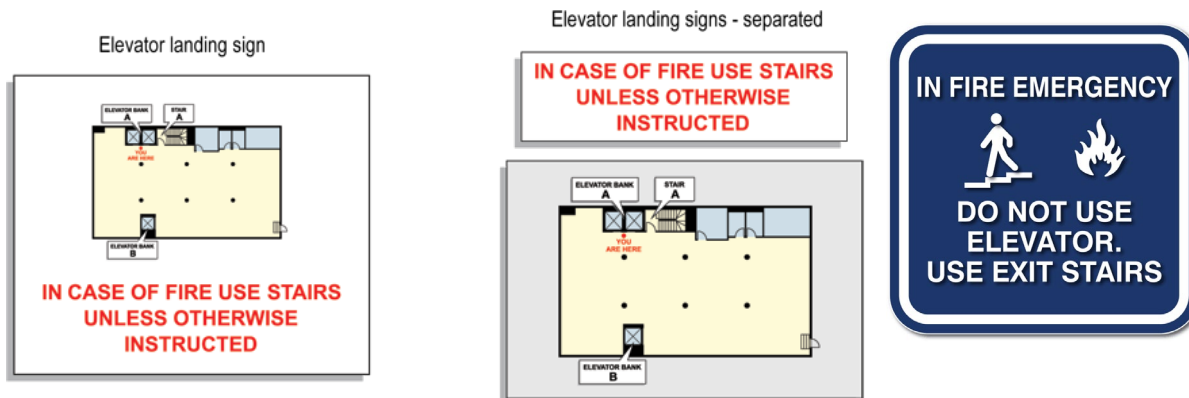 Elevator landing sign
ELEVATOR BANK
A
STAIR
A
YOU
ARE HERE
ELEVATOR BANK
B
IN CASE OF FIRE USE STAIRS
UNLESS OTHERWISE
INSTRUCTED
Elevator landing signs - separated
IN CASE OF FIRE USE STAIRS
UNLESS OTHERWISE
INSTRUCTED
ELEVATOR BANK
A
STAIR
A
YOU
ARE HERE
ELEVATOR BANK
B
IN FIRE EMERGENCY
DO NOT USE
ELEVATOR.
USE EXIT STAIRS